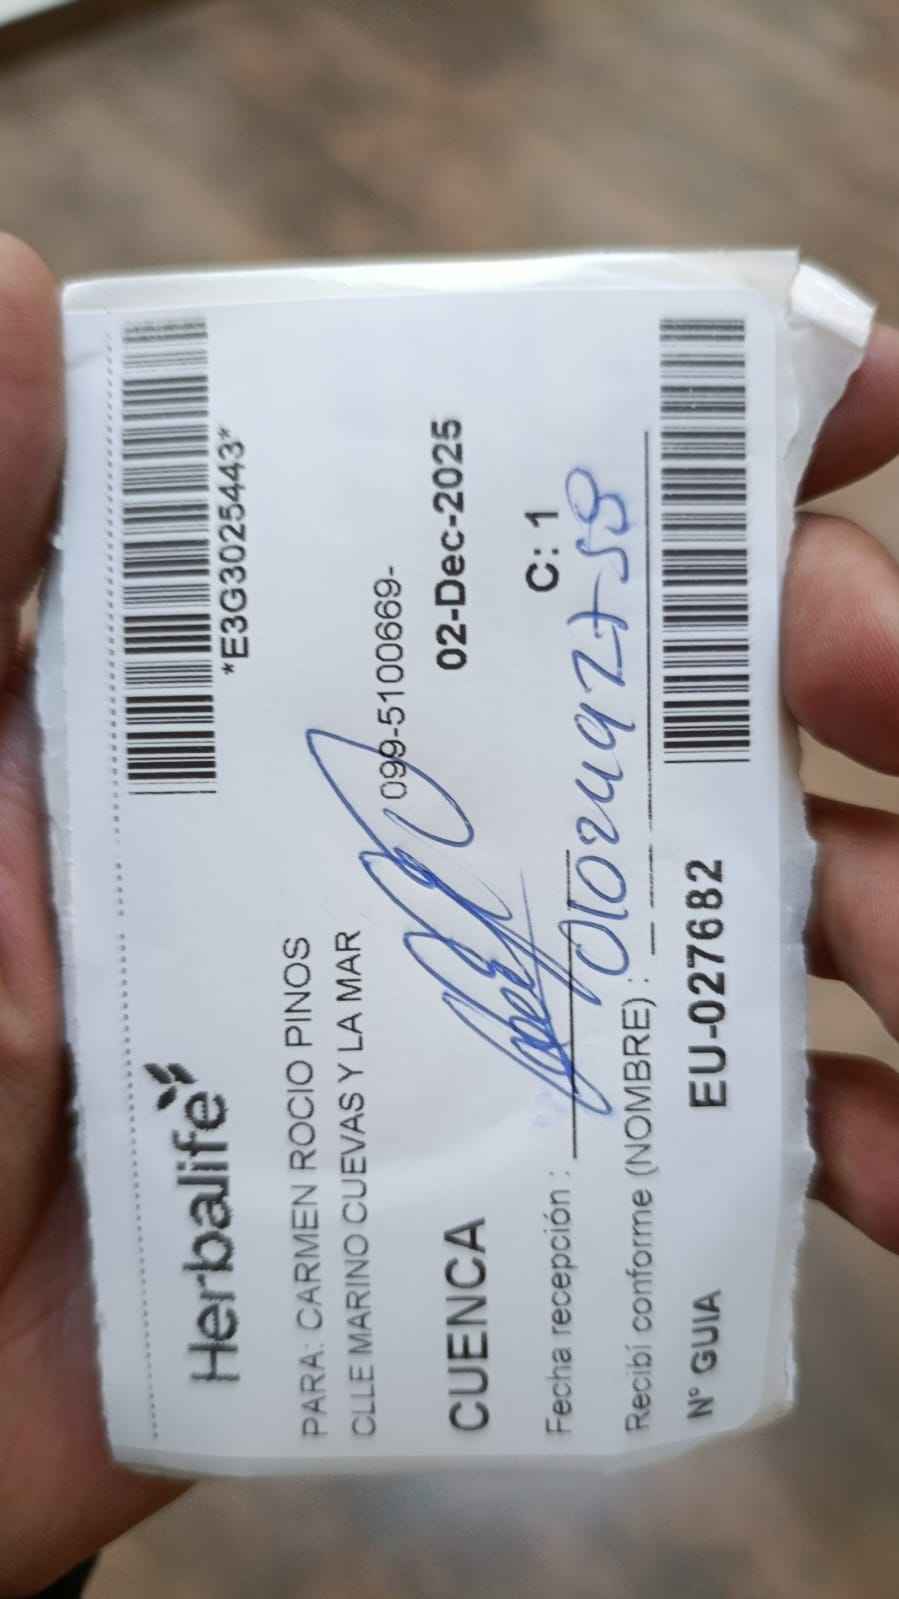 Herbalife
*E3G3025443*
PARA: CARMEN ROCIO PINOS
CLLE MARINO CUEVAS Y LA MAR
099-5100669-
CUENCA 02-Dec-2025
Fecha recepción : C: 1
Recibí conforme (NOMBRE) :
N° GUIA EU-027682